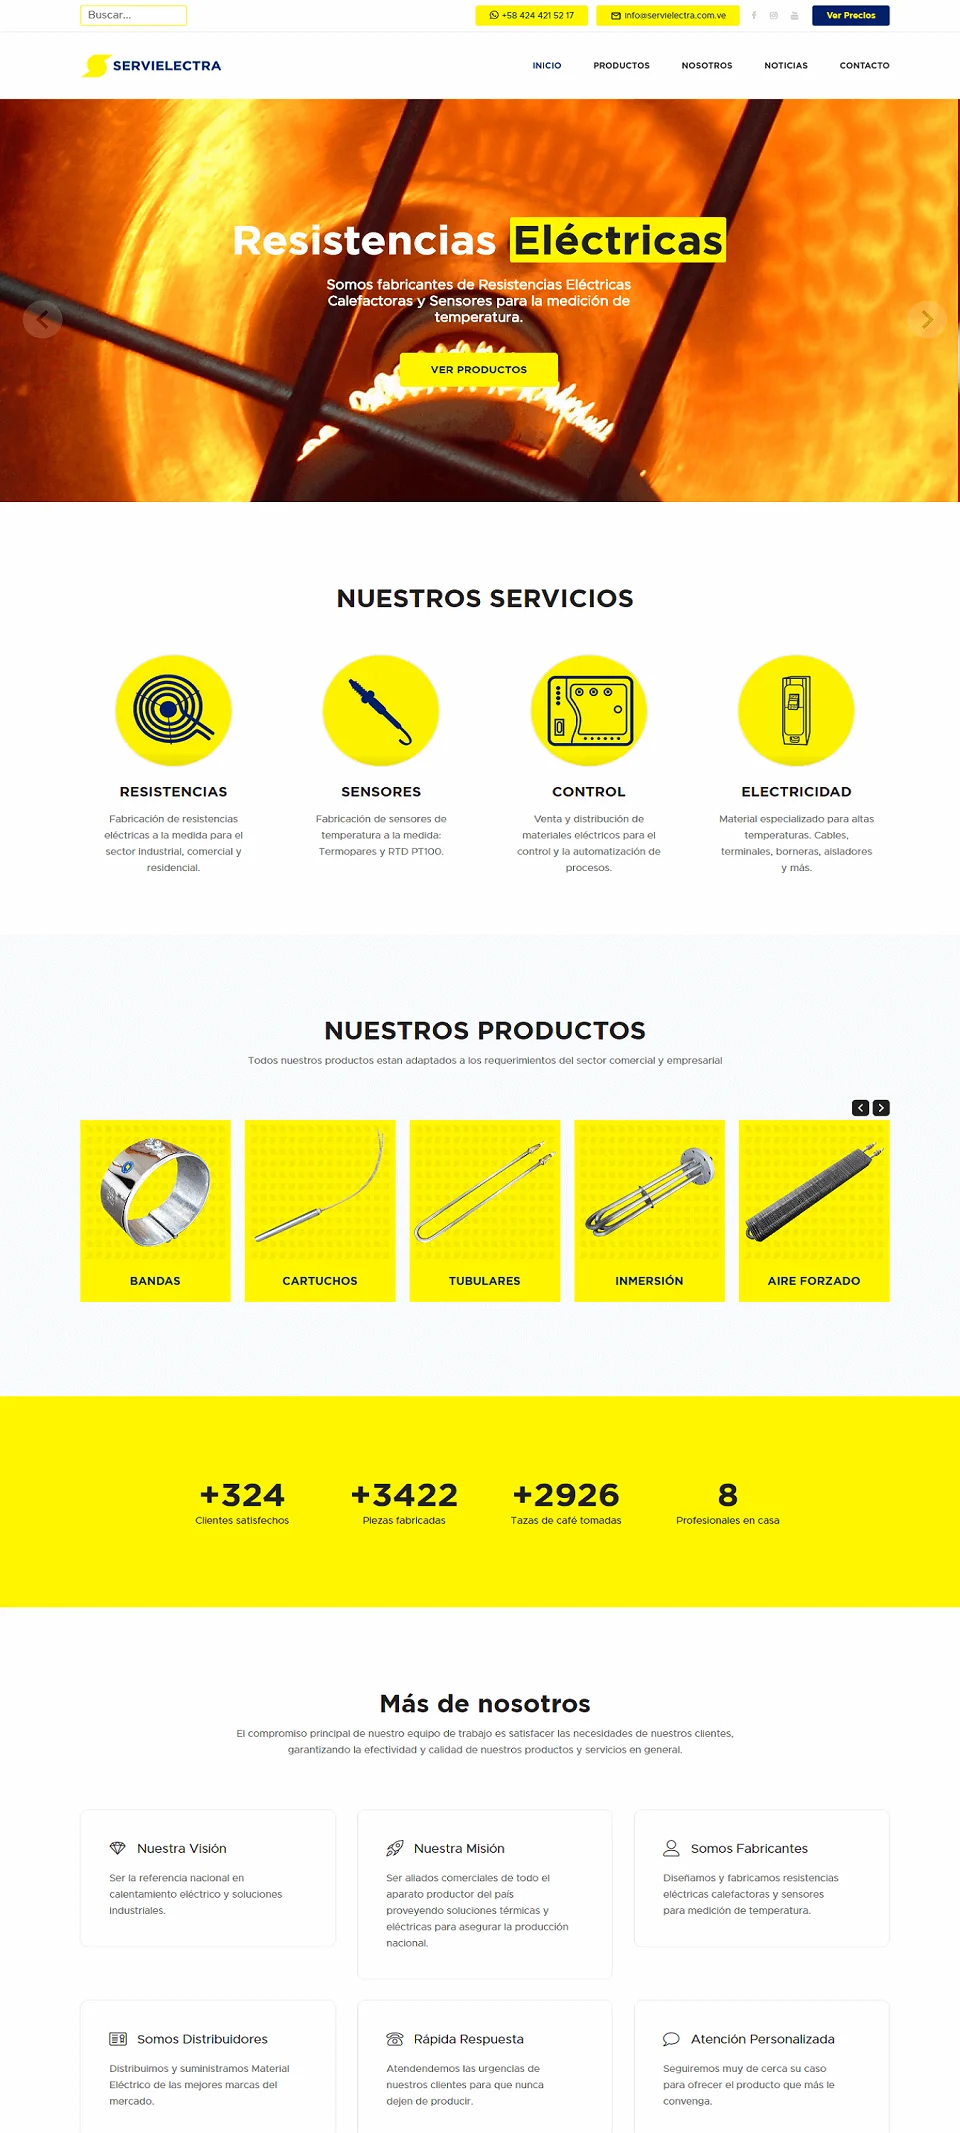 Buscar...
+58 424 421 52 17
info@servielectra.com.ve
Ver Precios
SERVIELECTRA
INICIO
PRODUCTOS
NOSOTROS
NOTICIAS
CONTACTO
Resistencias Eléctricas
Somos fabricantes de Resistencias Eléctricas
Calefactoras y Sensores para la medición de
temperatura.
VER PRODUCTOS
NUESTROS SERVICIOS
RESISTENCIAS
Fabricación de resistencias
eléctricas a la medida para el
sector industrial, comercial y
residencial.
SENSORES
Fabricación de sensores de
temperatura a la medida:
Termopares y RTD PT100.
CONTROL
Venta y distribución de
materiales eléctricos para el
control y la automatización de
procesos.
ELECTRICIDAD
Material especializado para altas
temperaturas. Cables,
terminales, borneras, aisladores
y más.
NUESTROS PRODUCTOS
Todos nuestros productos estan adaptados a los requerimientos del sector comercial y empresarial
BANDAS
CARTUCHOS
TUBULARES
INMERSIÓN
AIRE FORZADO
+324
Clientes satisfechos
+3422
Piezas fabricadas
+2926
Tazas de café tomadas
8
Profesionales en casa
Más de nosotros
El compromiso principal de nuestro equipo de trabajo es satisfacer las necesidades de nuestros clientes,
garantizando la efectividad y calidad de nuestros productos y servicios en general.
Nuestra Visión
Ser la referencia nacional en
calentamiento eléctrico y soluciones
industriales.
Nuestra Misión
Ser aliados comerciales de todo el
aparato productor del país
proveyendo soluciones térmicas y
eléctricas para asegurar la producción
nacional.
Somos Fabricantes
Diseñamos y fabricamos resistencias
eléctricas calefactoras y sensores
para medición de temperatura.
Somos Distribuidores
Distribuimos y suministramos Material
Eléctrico de las mejores marcas del
mercado.
Rápida Respuesta
Atendendemos las urgencias de
nuestros clientes para que nunca
dejen de producir.
Atención Personalizada
Seguiremos muy de cerca su caso
para ofrecer el producto que más le
convenga.